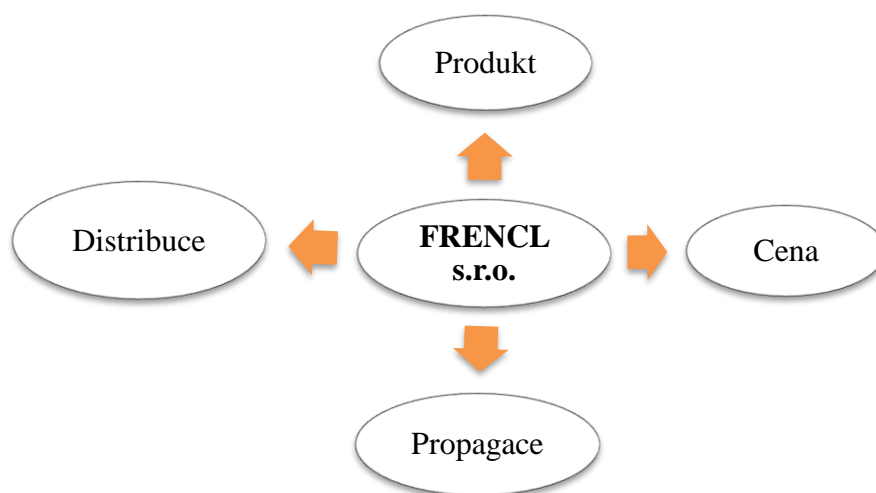 Produkt
Distribuce
FRENCL
s.r.o.
Cena
Propagace